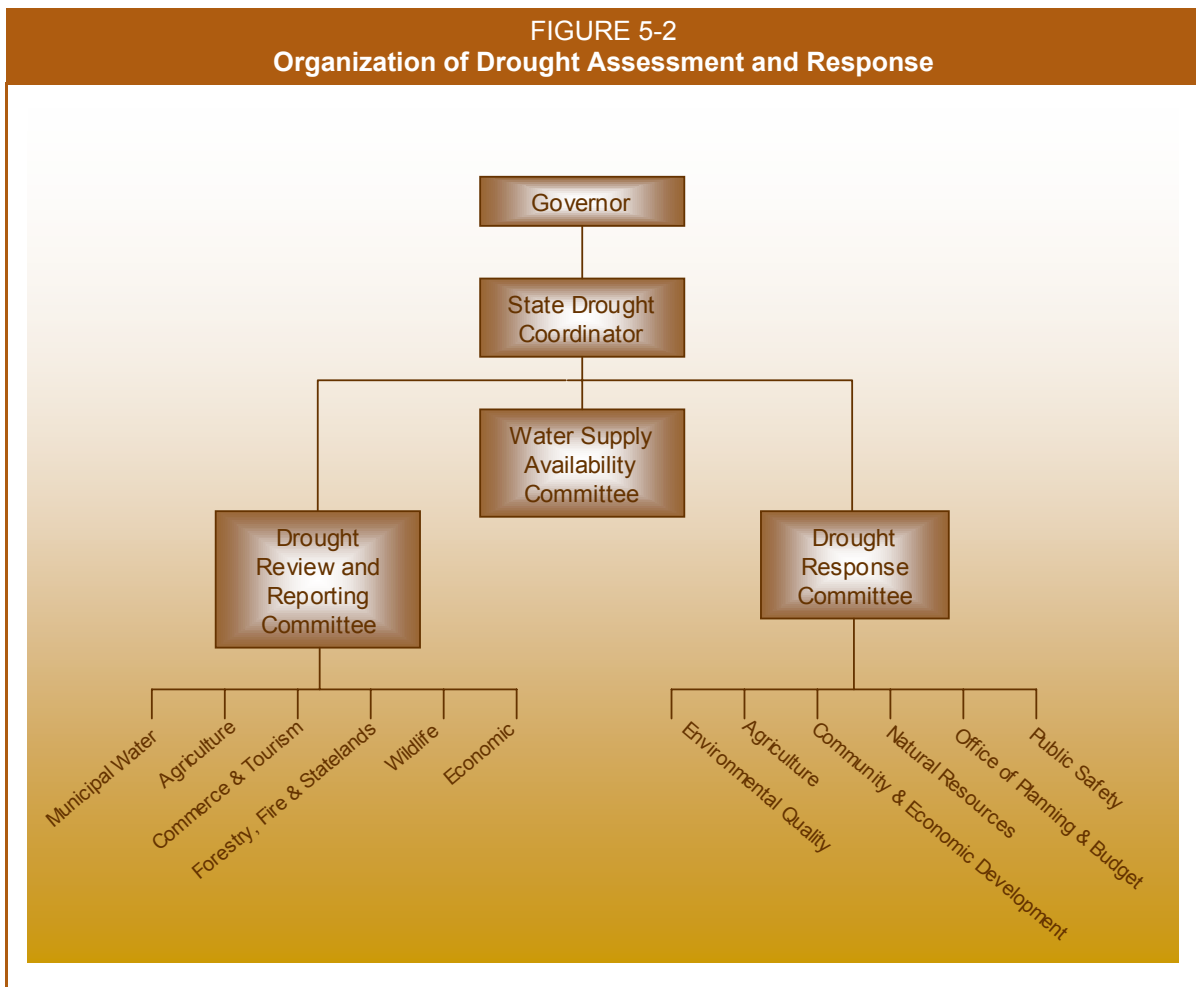 FIGURE 5-2
Organization of Drought Assessment and Response
Governor
State Drought
Coordinator
Water Supply
Availability
Committee
Drought
Review and
Reporting
Committee
Drought
Response
Committee
Municipal Water
Agriculture
Commerce & Tourism
Forestry, Fire & Statelands
Wildlife
Economic
Environmental Quality
Agriculture
Community & Economic Development
Natural Resources
Office of Planning & Budget
Public Safety